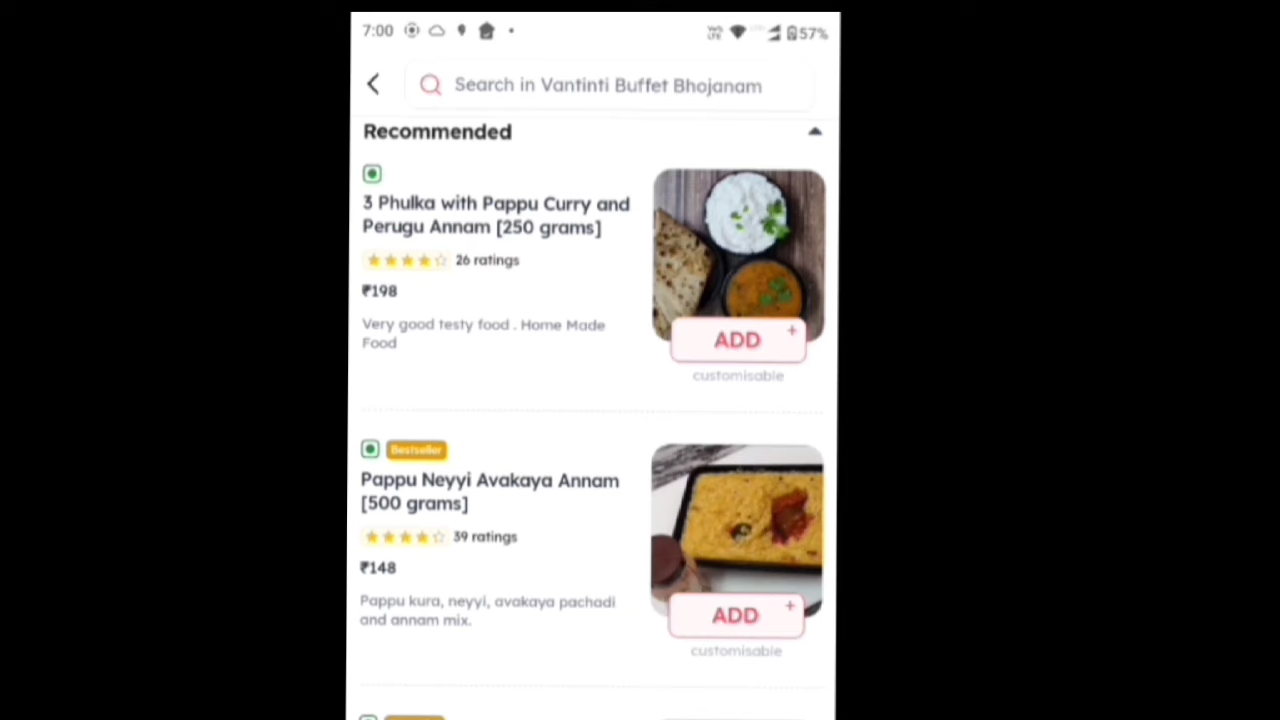 7:00
Vo))
LTE
57%
Search in Vantinti Buffet Bhojanam
Recommended
3 Phulka with Pappu Curry and
Perugu Annam [250 grams]
26 ratings
₹198
Very good testy food . Home Made
Food
ADD +
customisable
Bestseller
Pappu Neyyi Avakaya Annam
[500 grams]
39 ratings
₹148
Pappu kura, neyyi, avakaya pachadi
and annam mix.
ADD +
customisable